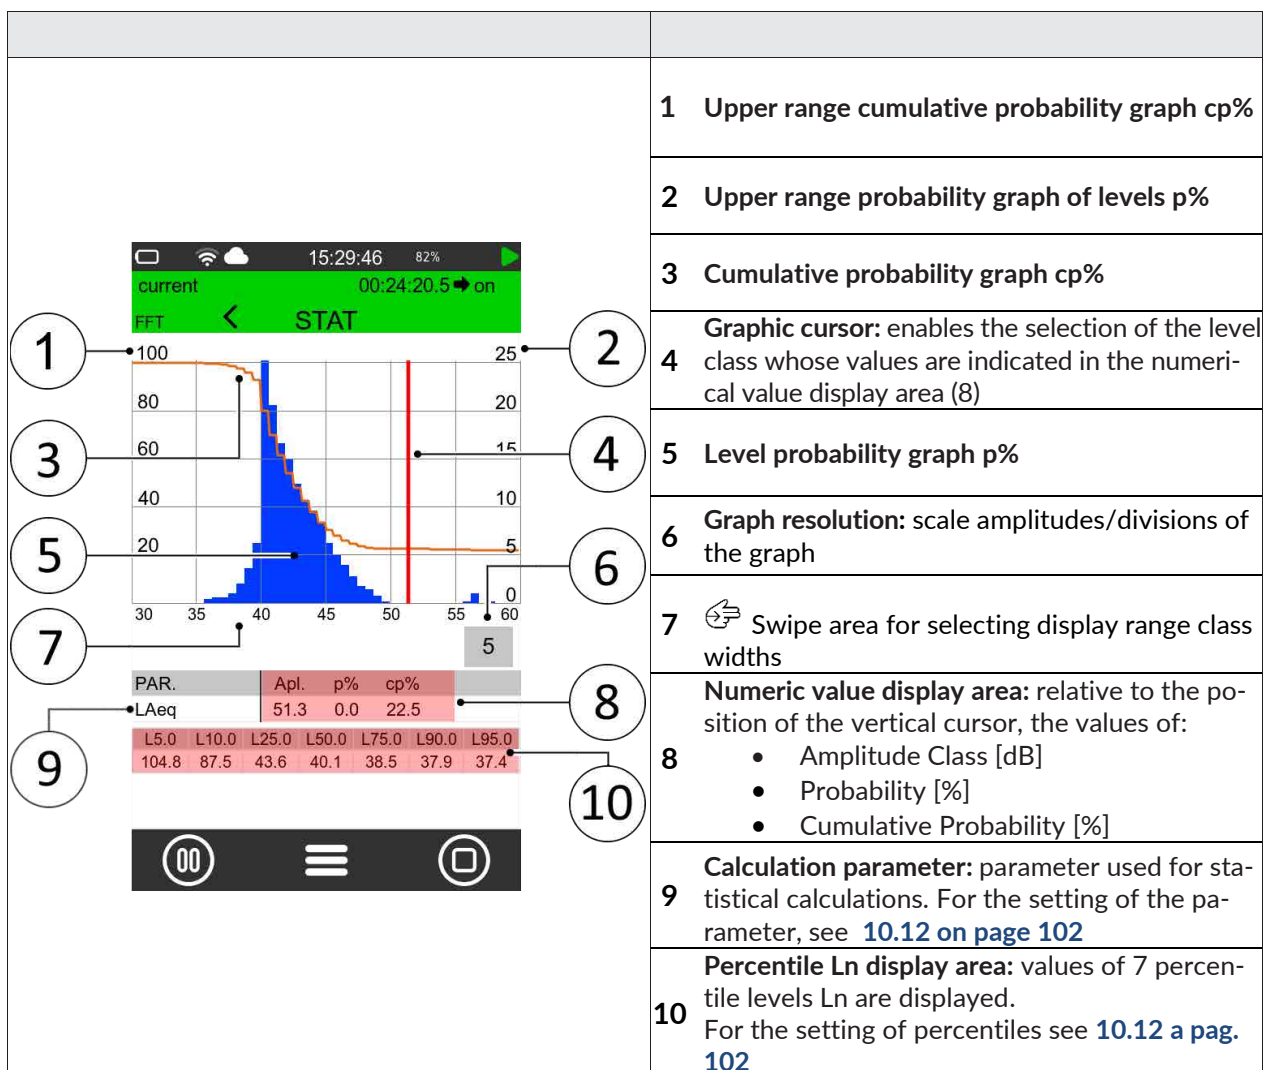 1 Upper range cumulative probability graph cp%
2 Upper range probability graph of levels p%
3 Cumulative probability graph cp%
4 Graphic cursor: enables the selection of the level
class whose values are indicated in the numeri-
cal value display area (8)
5 Level probability graph p%
6 Graph resolution: scale amplitudes/divisions of
the graph
7 Swipe area for selecting display range class
widths
8 Numeric value display area: relative to the po-
sition of the vertical cursor, the values of:
• Amplitude Class [dB]
• Probability [%]
• Cumulative Probability [%]
9 Calculation parameter: parameter used for sta-
tistical calculations. For the setting of the pa-
rameter, see 10.12 on page 102
10 Percentile Ln display area: values of 7 percen-
tile levels Ln are displayed.
For the setting of percentiles see 10.12 a pag.
102
15:29:46 82%
current 00:24:20.5 on
FFT < STAT
100 25
80 20
60 15
40 10
20 5
0
30 35 40 45 50 55 60
5
PAR. Apl. p% cp%
LAeq 51.3 0.0 22.5
L5.0 L10.0 L25.0 L50.0 L75.0 L90.0 L95.0
104.8 87.5 43.6 40.1 38.5 37.9 37.4
1
2
3
4
5
6
7
8
9
10